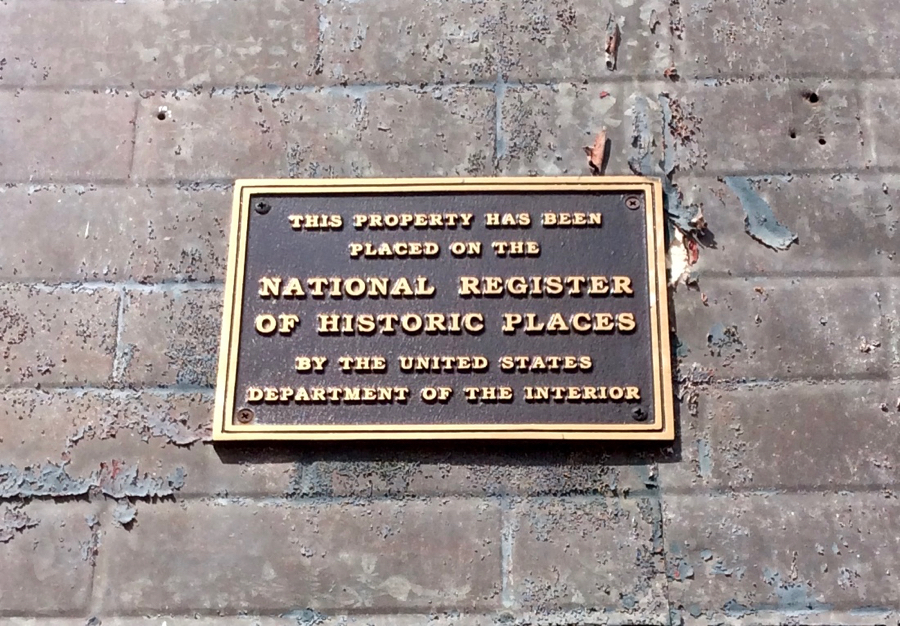 THIS PROPERTY HAS BEEN
PLACED ON THE
NATIONAL REGISTER
OF HISTORIC PLACES
BY THE UNITED STATES
DEPARTMENT OF THE INTERIOR